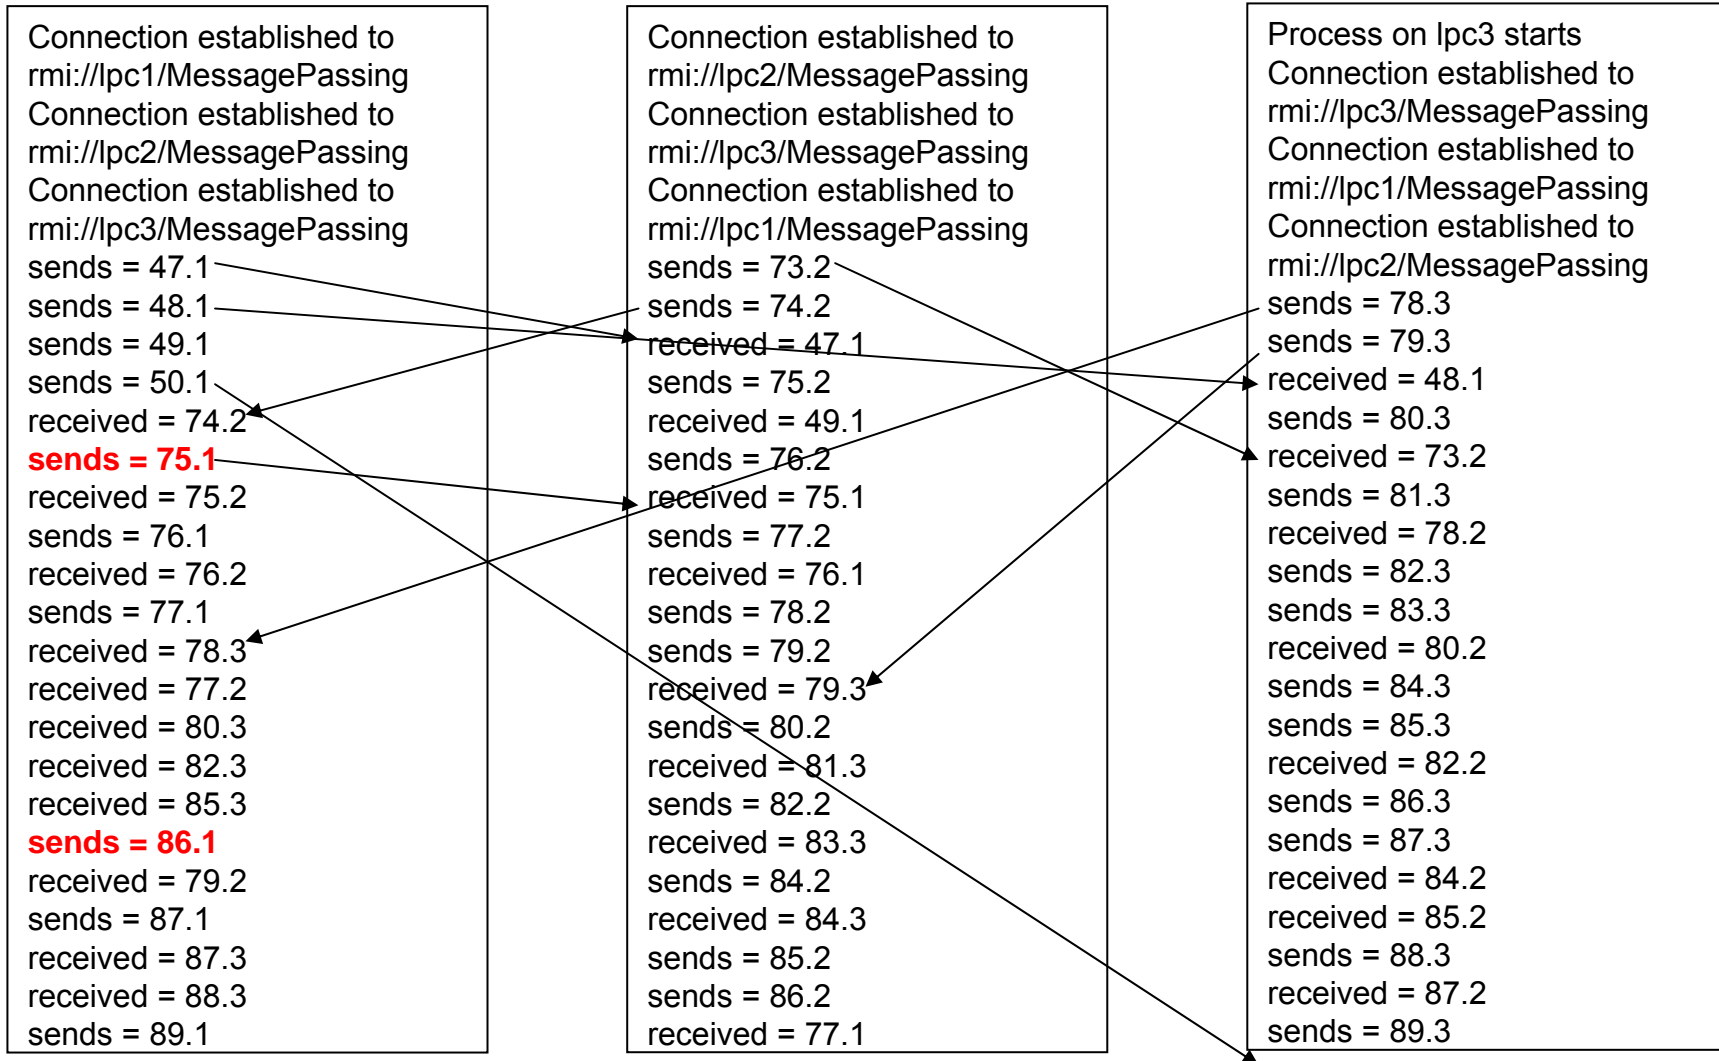 Connection established to
rmi://lpc1/MessagePassing
Connection established to
rmi://lpc2/MessagePassing
Connection established to
rmi://lpc3/MessagePassing
sends = 47.1
sends = 48.1
sends = 49.1
sends = 50.1
received = 74.2
sends = 75.1
received = 75.2
sends = 76.1
received = 76.2
sends = 77.1
received = 78.3
received = 77.2
received = 80.3
received = 82.3
received = 85.3
sends = 86.1
received = 79.2
sends = 87.1
received = 87.3
received = 88.3
sends = 89.1
Connection established to
rmi://lpc2/MessagePassing
Connection established to
rmi://lpc3/MessagePassing
Connection established to
rmi://lpc1/MessagePassing
sends = 73.2
sends = 74.2
received = 47.1
sends = 75.2
received = 49.1
sends = 76.2
received = 75.1
sends = 77.2
received = 76.1
sends = 78.2
sends = 79.2
received = 79.3
sends = 80.2
received = 81.3
sends = 82.2
received = 83.3
sends = 84.2
received = 84.3
sends = 85.2
sends = 86.2
received = 77.1
Process on lpc3 starts
Connection established to
rmi://lpc3/MessagePassing
Connection established to
rmi://lpc1/MessagePassing
Connection established to
rmi://lpc2/MessagePassing
sends = 78.3
sends = 79.3
received = 48.1
sends = 80.3
received = 73.2
sends = 81.3
received = 78.2
sends = 82.3
sends = 83.3
received = 80.2
sends = 84.3
sends = 85.3
received = 82.2
sends = 86.3
sends = 87.3
received = 84.2
received = 85.2
sends = 88.3
received = 87.2
sends = 89.3